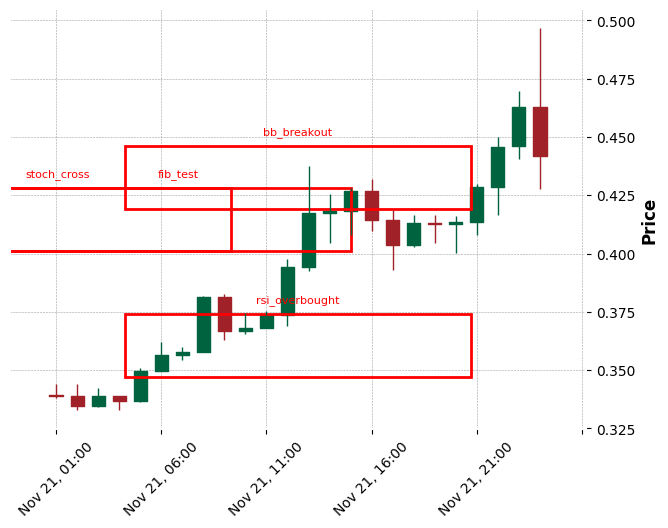 0.500
0.475
bb_breakout
0.450
stoch_cross fib_test
0.425
0.400
Price
rsi_overbought
0.375
0.350
0.325
Nov 21, 01:00
Nov 21, 06:00
Nov 21, 11:00
Nov 21, 16:00
Nov 21, 21:00